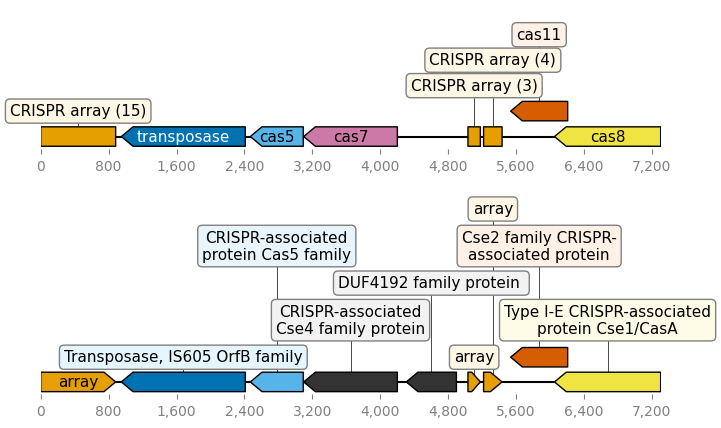 cas11
CRISPR array (4)
CRISPR array (3)
CRISPR array (15)
transposase
cas5
cas7
cas8
0
800
1,600
2,400
3,200
4,000
4,800
5,600
6,400
7,200
array
CRISPR-associated
protein Cas5 family
Cse2 family CRISPR-
associated protein
DUF4192 family protein
CRISPR-associated
Cse4 family protein
Type I-E CRISPR-associated
protein Cse1/CasA
Transposase, IS605 OrfB family
array
array
0
800
1,600
2,400
3,200
4,000
4,800
5,600
6,400
7,200